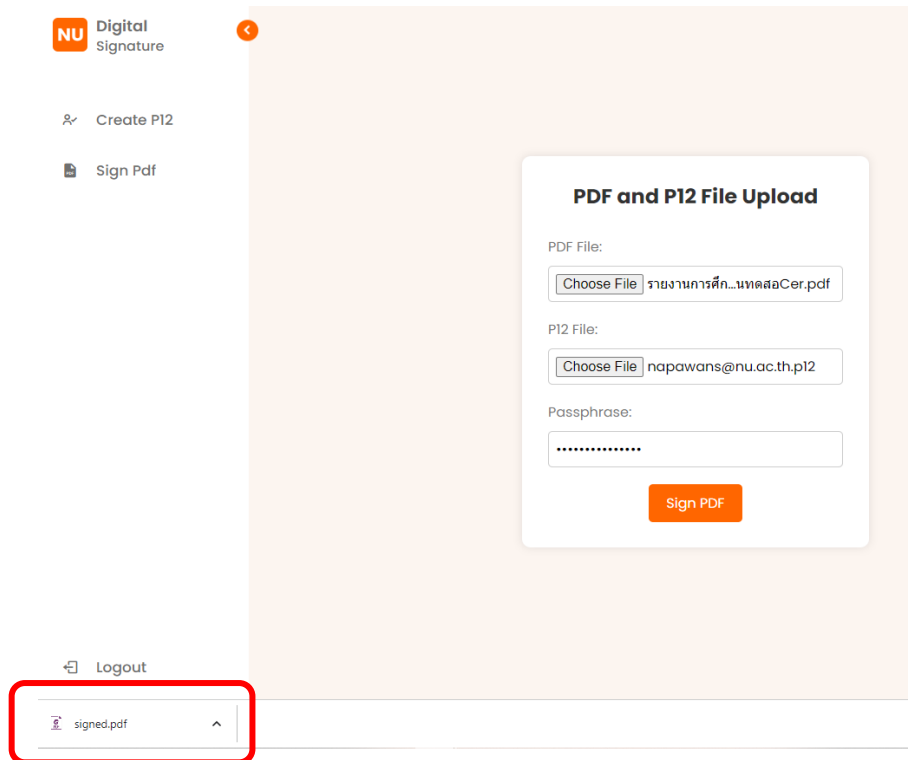 NU Digital
Signature
Create P12
Sign Pdf
PDF and P12 File Upload
PDF File:
Choose File รายงานการศึก...นทดสอCer.pdf
P12 File:
Choose File napawans@nu.ac.th.p12
Passphrase:
Sign PDF
Logout
signed.pdf